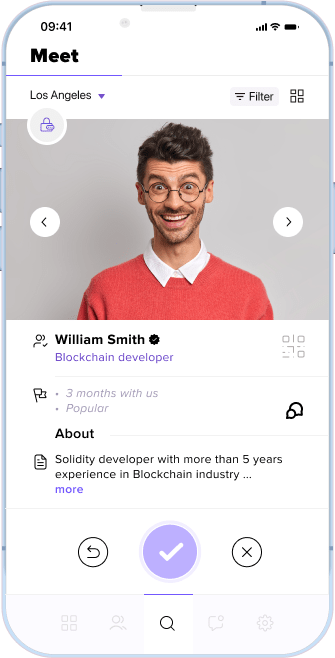 09:41
Meet
Los Angeles
Filter
William Smith
Blockchain developer
• 3 months with us
• Popular
About
Solidity developer with more than 5 years
experience in Blockchain industry ...
more